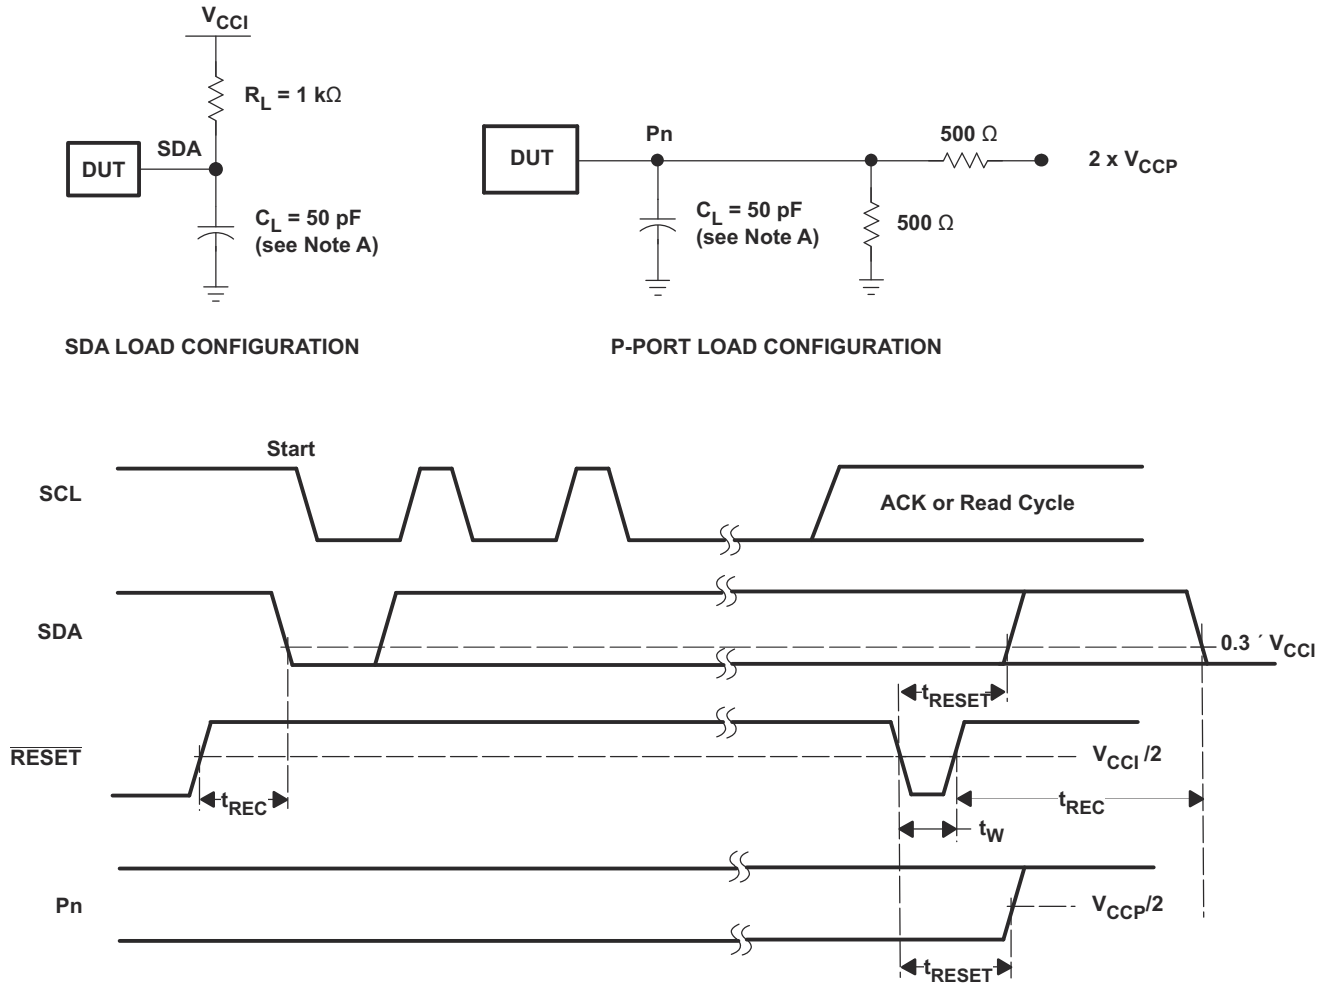 VCCI
RL = 1 kΩ
SDA
DUT
CL = 50 pF
(see Note A)
SDA LOAD CONFIGURATION
DUT
Pn
500 Ω
2 x VCCP
CL = 50 pF
(see Note A)
500 Ω
P-PORT LOAD CONFIGURATION
Start
SCL
ACK or Read Cycle
SDA
0.3 ′ VCCI
tRESET
RESET
VCCI/2
tREC
tREC
tW
Pn
VCCP/2
tRESET